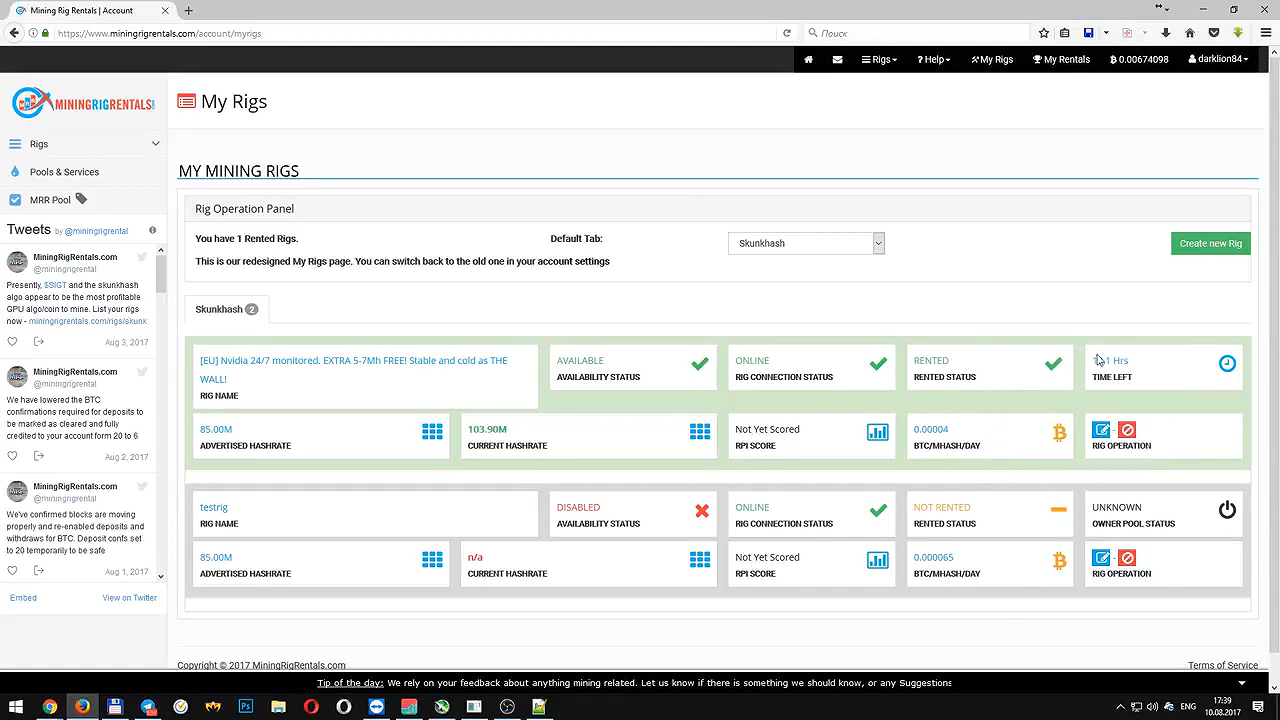 Mining Rig Rentals | Account
https://www.miningrigrentals.com/account/myrigs
Поиск
Rigs
Help
My Rigs
My Rentals
0.00674098
darklion84
MININGRIGRENTALS
My Rigs
Rigs
Pools & Services
MRR Pool
Tweets by @miningrigrental
MiningRigRentals.com
@miningrigrental
Presently, $SIGT and the skunkhash
algo appear to be the most profitable
GPU algo/coin to mine. List your rigs
now - miningrigrentals.com/rigs/skunk
Aug 3, 2017
MiningRigRentals.com
@miningrigrental
We have lowered the BTC
confirmations required for deposits to
be marked as cleared and fully
credited to your account form 20 to 6
Aug 2, 2017
MiningRigRentals.com
@miningrigrental
We've confirmed blocks are moving
properly and re-enabled deposits and
withdraws for BTC. Deposit confs set
to 20 temporarily to be safe
Aug 1, 2017
Embed
View on Twitter
MY MINING RIGS
Rig Operation Panel
You have 1 Rented Rigs.
Default Tab:
Skunkhash
Create new Rig
This is our redesigned My Rigs page. You can switch back to the old one in your account settings
Skunkhash 2
[EU] Nvidia 24/7 monitored. EXTRA 5-7Mh FREE! Stable and cold as THE
WALL!
RIG NAME
AVAILABLE
AVAILABILITY STATUS
ONLINE
RIG CONNECTION STATUS
RENTED
RENTED STATUS
Hrs
TIME LEFT
85.00M
ADVERTISED HASHRATE
103.90M
CURRENT HASHRATE
Not Yet Scored
RPI SCORE
0.00004
BTC/MHASH/DAY
-
RIG OPERATION
testrig
RIG NAME
DISABLED
AVAILABILITY STATUS
ONLINE
RIG CONNECTION STATUS
NOT RENTED
RENTED STATUS
UNKNOWN
OWNER POOL STATUS
85.00M
ADVERTISED HASHRATE
n/a
CURRENT HASHRATE
Not Yet Scored
RPI SCORE
0.000065
BTC/MHASH/DAY
-
RIG OPERATION
Copyright © 2017 MiningRigRentals.com
Terms of Service
Tip of the day: We rely on your feedback about anything mining related. Let us know if there is something we should know, or any Suggestions
ENG
17:39
10.08.2017